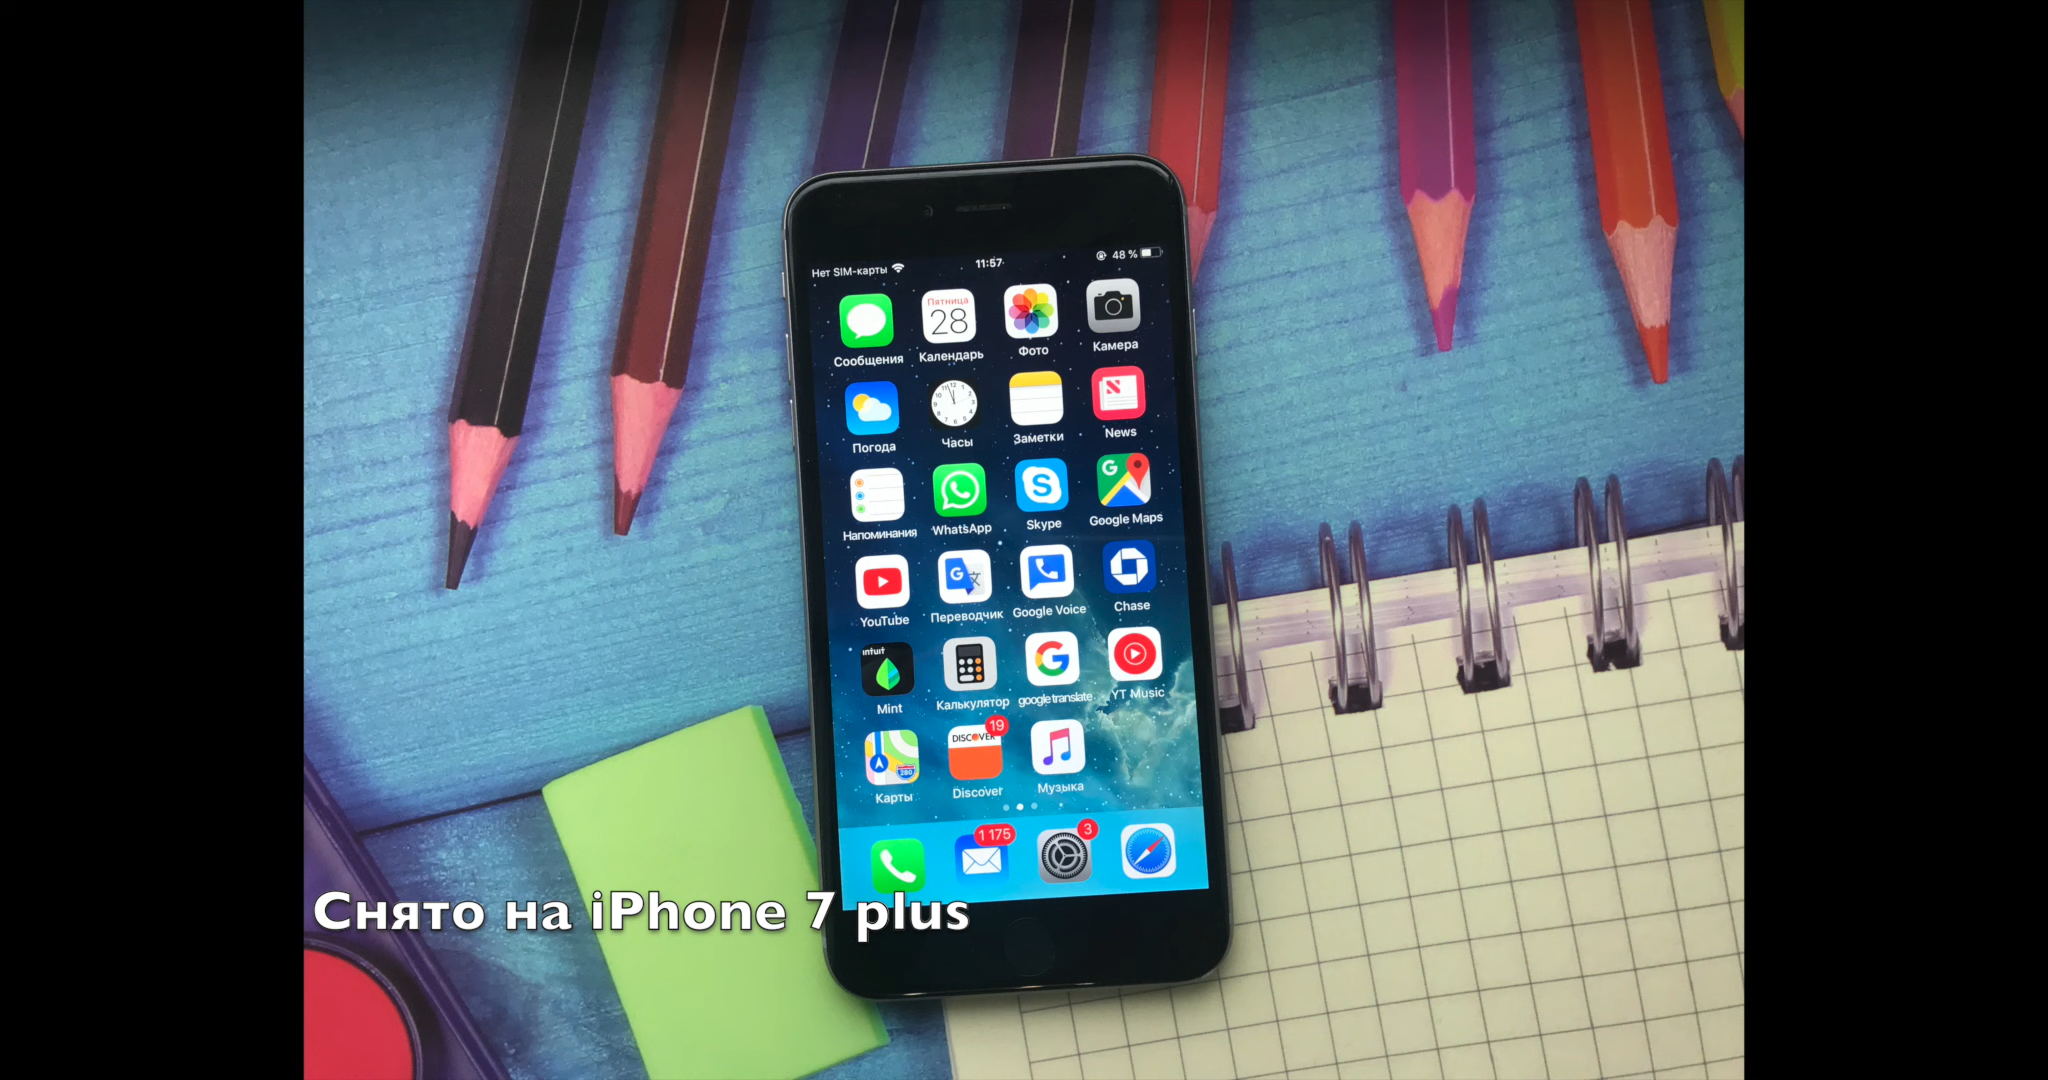 Нет SIM-карты
11:57
48 %
Пятница
28
Сообщения
Календарь
Фото
Камера
Погода
Часы
Заметки
News
Напоминания
WhatsApp
Skype
Google Maps
YouTube
Переводчик
Google Voice
Chase
intuit
Mint
Калькулятор
google translate
YT Music
280
DISCOVER
19
Карты
Discover
Музыка
1 175
3
Снято на iPhone 7 plus